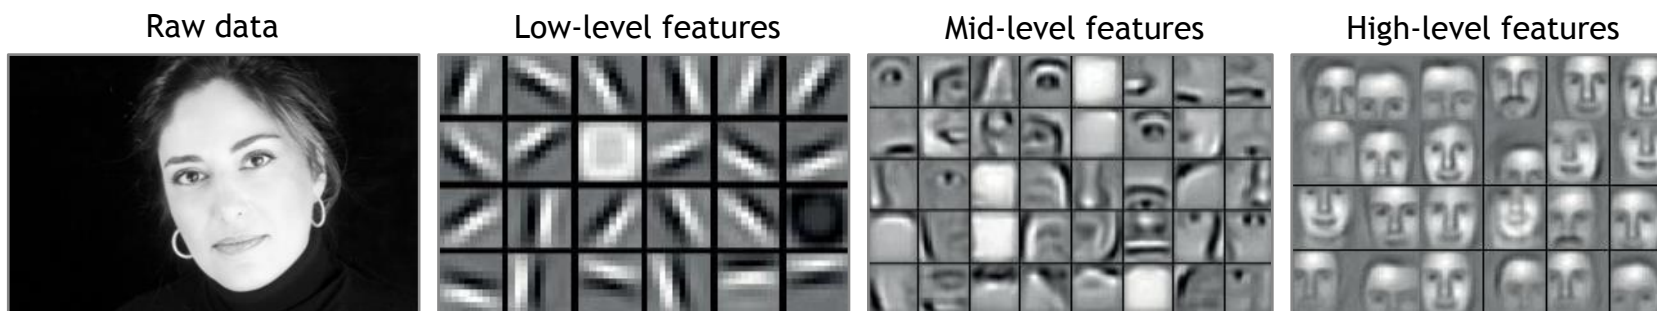 Raw data
Low-level features
Mid-level features
High-level features